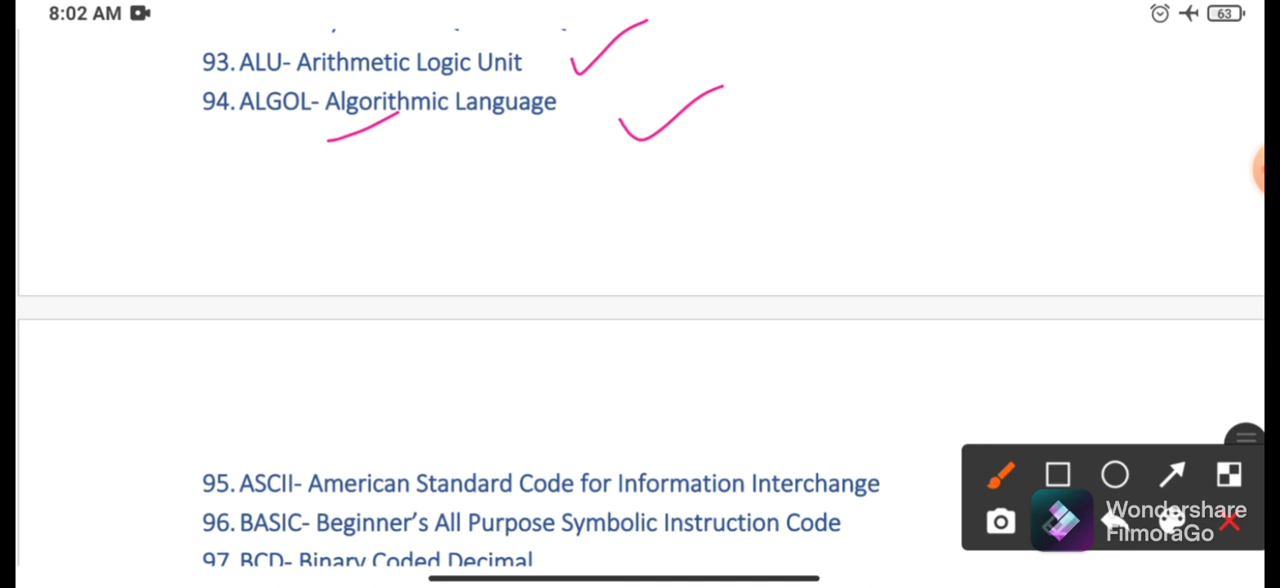 8:02 AM
63
93. ALU- Arithmetic Logic Unit
94. ALGOL- Algorithmic Language
95. ASCII- American Standard Code for Information Interchange
96. BASIC- Beginner's All Purpose Symbolic Instruction Code
97. BCD- Binary Coded Decimal
Wondershare
FilmoraGo